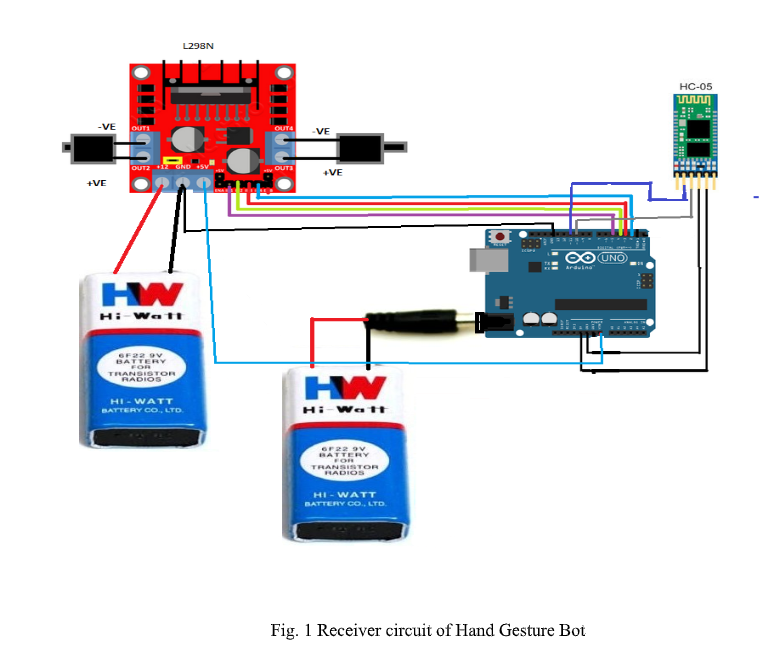 L298N
HC-05
OUT1
OUT4
-VE
-VE
OUT2
OUT3
+VE
+VE
+12 GND +5V
+5V
+5V
UNO
Arduino
HW
Hi-Watt
6F22 9V
BATTERY
FOR
TRANSISTOR
RADIOS
HI-WATT
BATTERY CO., LTD.
HW
Hi-Watt
6F22 9V
BATTERY
FOR
TRANSISTOR
RADIOS
HI-WATT
BATTERY CO., LTD.
Fig. 1 Receiver circuit of Hand Gesture Bot